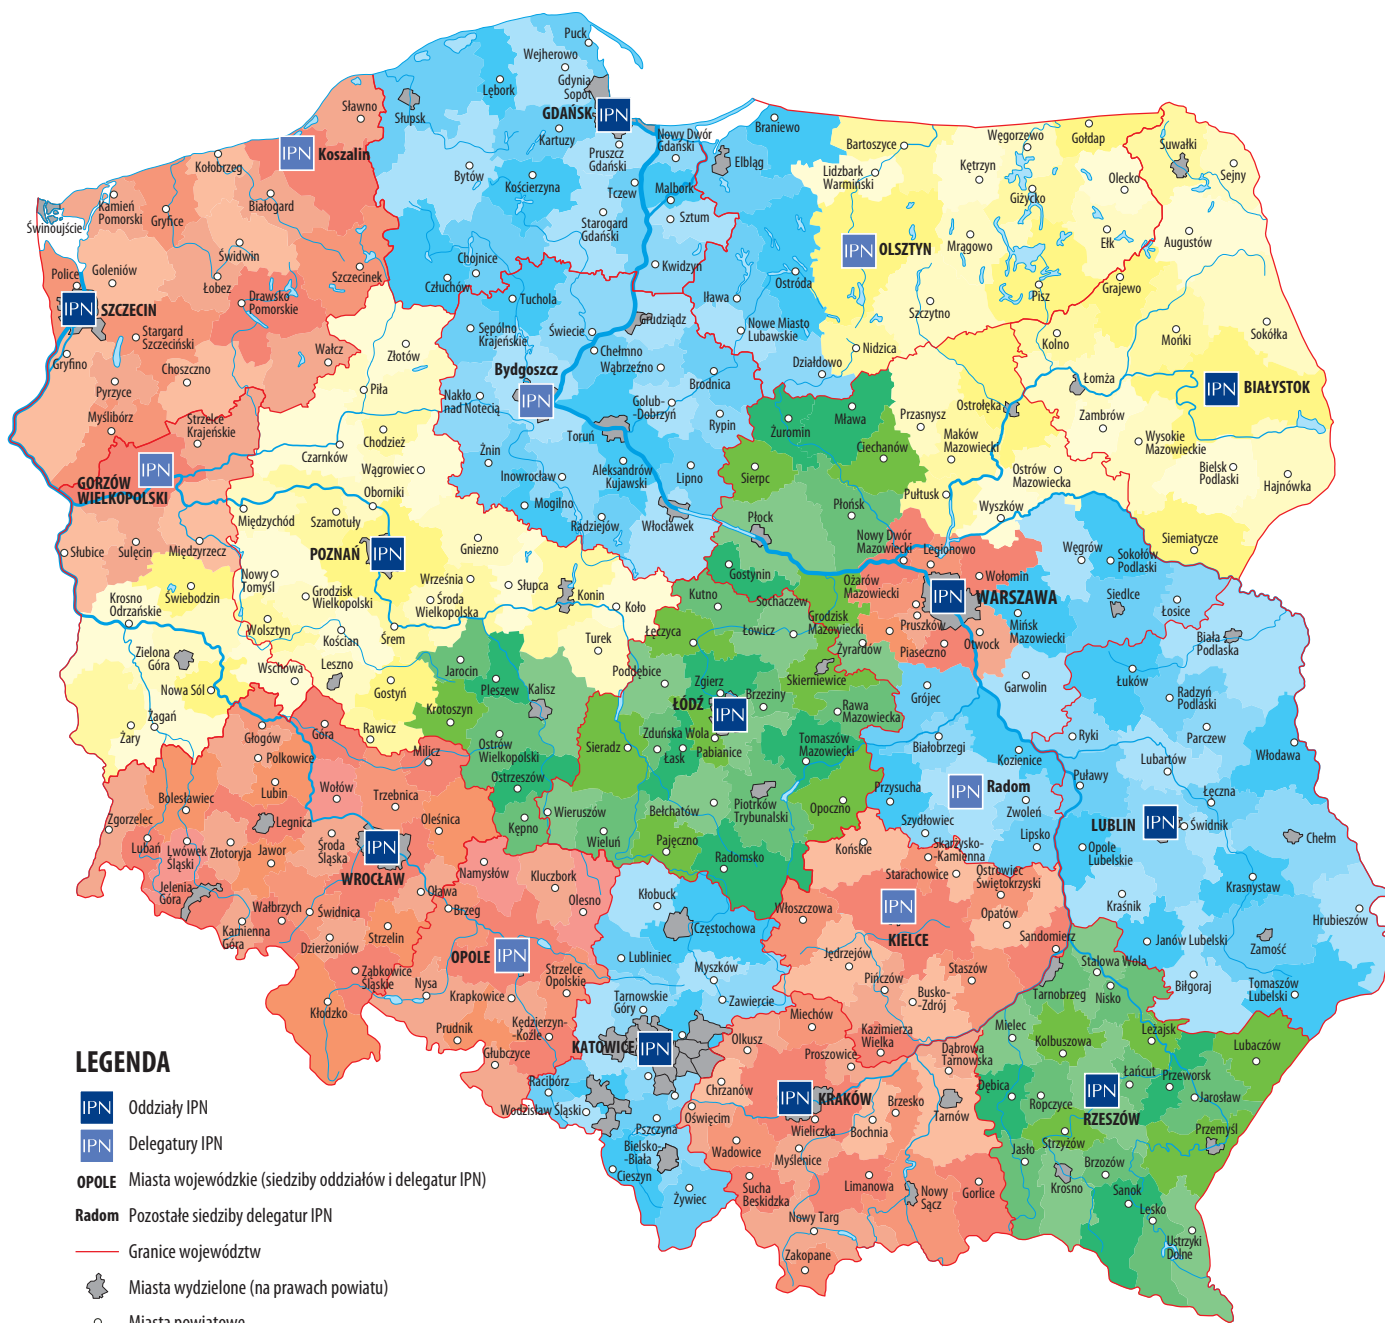 Puck
Wejherowo
Gdynia
Sopot
Lębork
Słupsk
GDAŃSK
IPN
Sławno
Kartuzy
Pruszcz
Gdański
Nowy Dwór
Gdański
Braniewo
Elbląg
Bartoszyce
Lidzbark
Warmiński
Węgorzewo
Gołdap
Kętrzyn
Giżycko
Olecko
Suwałki
Sejny
IPN
Koszalin
Kołobrzeg
Białogard
Bytów
Kościerzyna
Tczew
Malbork
Sztum
Starogard
Gdański
Kwidzyn
Kamień
Pomorski
Gryfice
Świnoujście
Świdwin
Łobez
Szczecinek
Drawsko
Pomorskie
Chojnice
Człuchów
IPN
OLSZTYN
Mrągowo
Ełk
Augustów
Grajewo
Pisz
Szczytno
Ostróda
Iława
Nowe Miasto
Lubawskie
Nidzica
Działdowo
Police
Goleniów
IPN
SZCZECIN
Stargard
Szczeciński
Gryfino
Pyrzyce
Choszczno
Wałcz
Myślibórz
Strzelce
Krajeńskie
Złotów
Piła
Tuchola
Sępólno
Krajeńskie
Świecie
Grudziądz
Chełmno
Wąbrzeźno
Bydgoszcz
IPN
Nakło
nad Notecią
Brodnica
Golub-
-Dobrzyń
Rypin
Toruń
Żnin
Inowrocław
Aleksandrów
Kujawski
Lipno
Mogilno
Radziejów
Włocławek
Kolno
Mońki
Sokółka
Łomża
IPN
BIAŁYSTOK
Zambrów
Wysokie
Mazowieckie
Bielsk
Podlaski
Hajnówka
Siemiatycze
Żuromin
Mława
Przasnysz
Ostrołęka
Maków
Mazowiecki
Ciechanów
Sierpc
Płońsk
Pułtusk
Ostrów
Mazowiecka
Wyszków
Płock
Gostynin
IPN
GORZÓW
WIELKOPOLSKI
Słubice
Sulęcin
Międzyrzecz
Międzychód
Czarnków
Chodzież
Wągrowiec
Oborniki
Szamotuły
POZNAŃ
IPN
Gniezno
Września
Słupca
Konin
Koło
Turek
Nowy
Tomyśl
Grodzisk
Wielkopolski
Środa
Wielkopolska
Śrem
Kościan
Wolsztyn
Krosno
Odrzańskie
Świebodzin
Zielona
Góra
Nowa Sól
Wschowa
Leszno
Gostyń
Rawicz
Żagań
Żary
Nowy Dwór
Mazowiecki
Legionowo
Wołomin
Ożarów
Mazowiecki
IPN
WARSZAWA
Pruszków
Piaseczno
Otwock
Mińsk
Mazowiecki
Grodzisk
Mazowiecki
Żyrardów
Sochaczew
Węgrów
Sokołów
Podlaski
Siedlce
Łosice
Biała
Podlaska
Garwolin
Łuków
Radzyń
Podlaski
Parczew
Włodawa
Ryki
Lubartów
Puławy
Łęczna
LUBLIN
IPN
Świdnik
Chełm
Opole
Lubelskie
Kraśnik
Krasnystaw
Hrubieszów
Janów Lubelski
Zamość
Biłgoraj
Tomaszów
Lubelski
Kutno
Łęczyca
Łowicz
Poddębice
Zgierz
Brzeziny
Skierniewice
Rawa
Mazowiecka
ŁÓDŹ
IPN
Zduńska Wola
Pabianice
Łask
Sieradz
Tomaszów
Mazowiecki
Piotrków
Trybunalski
Bełchatów
Opoczno
Wieruszów
Wieluń
Pajęczno
Radomsko
Jarocin
Pleszew
Kalisz
Krotoszyn
Ostrów
Wielkopolski
Ostrzeszów
Kępno
Grójec
Białobrzegi
Kozienice
Przysucha
IPN
Radom
Zwoleń
Szydłowiec
Lipsko
Głogów
Góra
Polkowice
Milicz
Lubin
Wołów
Trzebnica
Bolesławiec
Zgorzelec
Legnica
Oleśnica
Lubań
Lwówek
Śląski
Złotoryja
Jawor
Środa
Śląska
IPN
WROCŁAW
Jelenia
Góra
Kamienna
Góra
Wałbrzych
Świdnica
Oława
Dzierżoniów
Strzelin
Ząbkowice
Śląskie
Kłodzko
Namysłów
Kluczbork
Olesno
Brzeg
OPOLE
IPN
Strzelce
Opolskie
Nysa
Krapkowice
Prudnik
Kędzierzyn-
Koźle
Głubczyce
Kłobuck
Częstochowa
Lubliniec
Myszków
Tarnowskie
Góry
Zawiercie
KATOWICE
IPN
Racibórz
Wodzisław Śląski
Pszczyna
Bielsko-
-Biała
Cieszyn
Żywiec
Końskie
Skarżysko-
-Kamienna
Starachowice
Ostrowiec
Świętokrzyski
Włoszczowa
IPN
KIELCE
Opatów
Sandomierz
Jędrzejów
Pińczów
Staszów
Busko-
Zdrój
Kazimierza
Wielka
Miechów
Olkusz
Proszowice
Dąbrowa
Tarnowska
Chrzanów
IPN
KRAKÓW
Brzesko
Tarnów
Oświęcim
Wieliczka
Bochnia
Wadowice
Myślenice
Sucha
Beskidzka
Limanowa
Nowy
Sącz
Gorlice
Nowy Targ
Zakopane
Stalowa Wola
Tarnobrzeg
Nisko
Mielec
Kolbuszowa
Leżajsk
Lubaczów
Dębica
Ropczyce
IPN
RZESZÓW
Łańcut
Przeworsk
Jarosław
Przemyśl
Strzyżów
Jasło
Krosno
Brzozów
Sanok
Lesko
Ustrzyki
Dolne
LEGENDA
IPN Oddziały IPN
IPN Delegatury IPN
OPOLE Miasta wojewódzkie (siedziby oddziałów i delegatur IPN)
Radom Pozostałe siedziby delegatur IPN
Granice województw
Miasta wydzielone (na prawach powiatu)
Miasta powiatowe